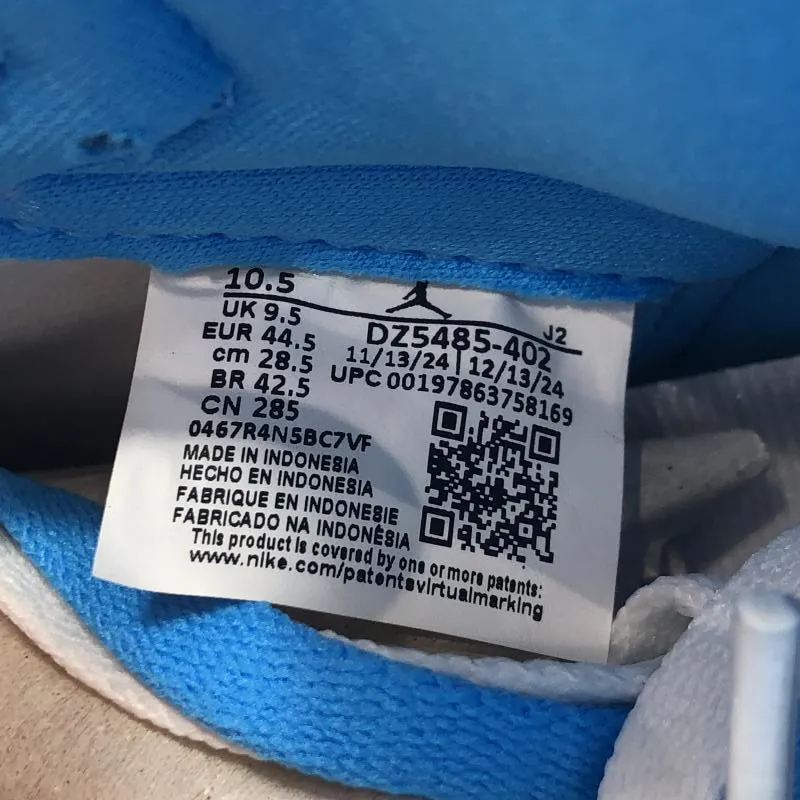 10.5
UK 9.5
EUR 44.5
cm 28.5
BR 42.5
CN 285
J2
DZ5485-402
11/13/24 | 12/13/24
UPC 00197863758169
0467R4N5BC7VF
MADE IN INDONESIA
HECHO EN INDONESIA
FABRIQUE EN INDONESIE
FABRICADO NA INDONÉSIA
This product is covered by one or more patents:
www.nike.com/patentsvirtualmarking